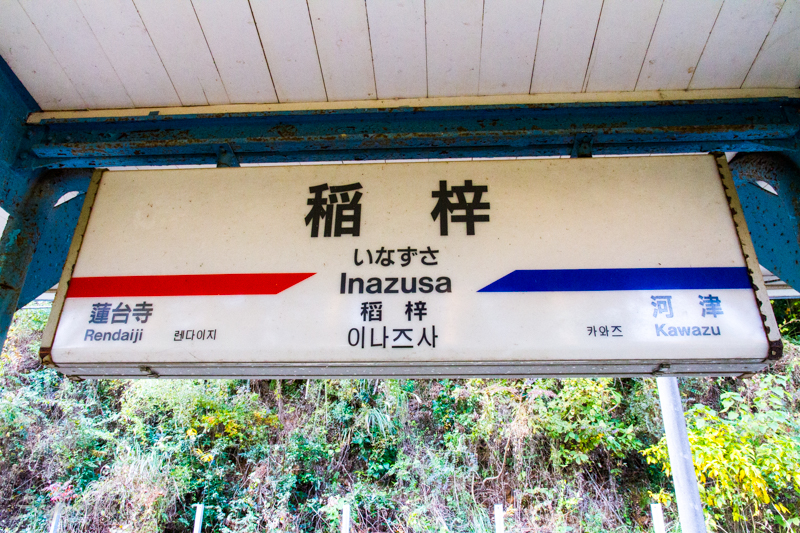 稲 梓
いなずさ
Inazusa
稻 梓
이나즈사
蓮台寺
Rendaiji 렌다이지
河 津
카와즈 Kawazu